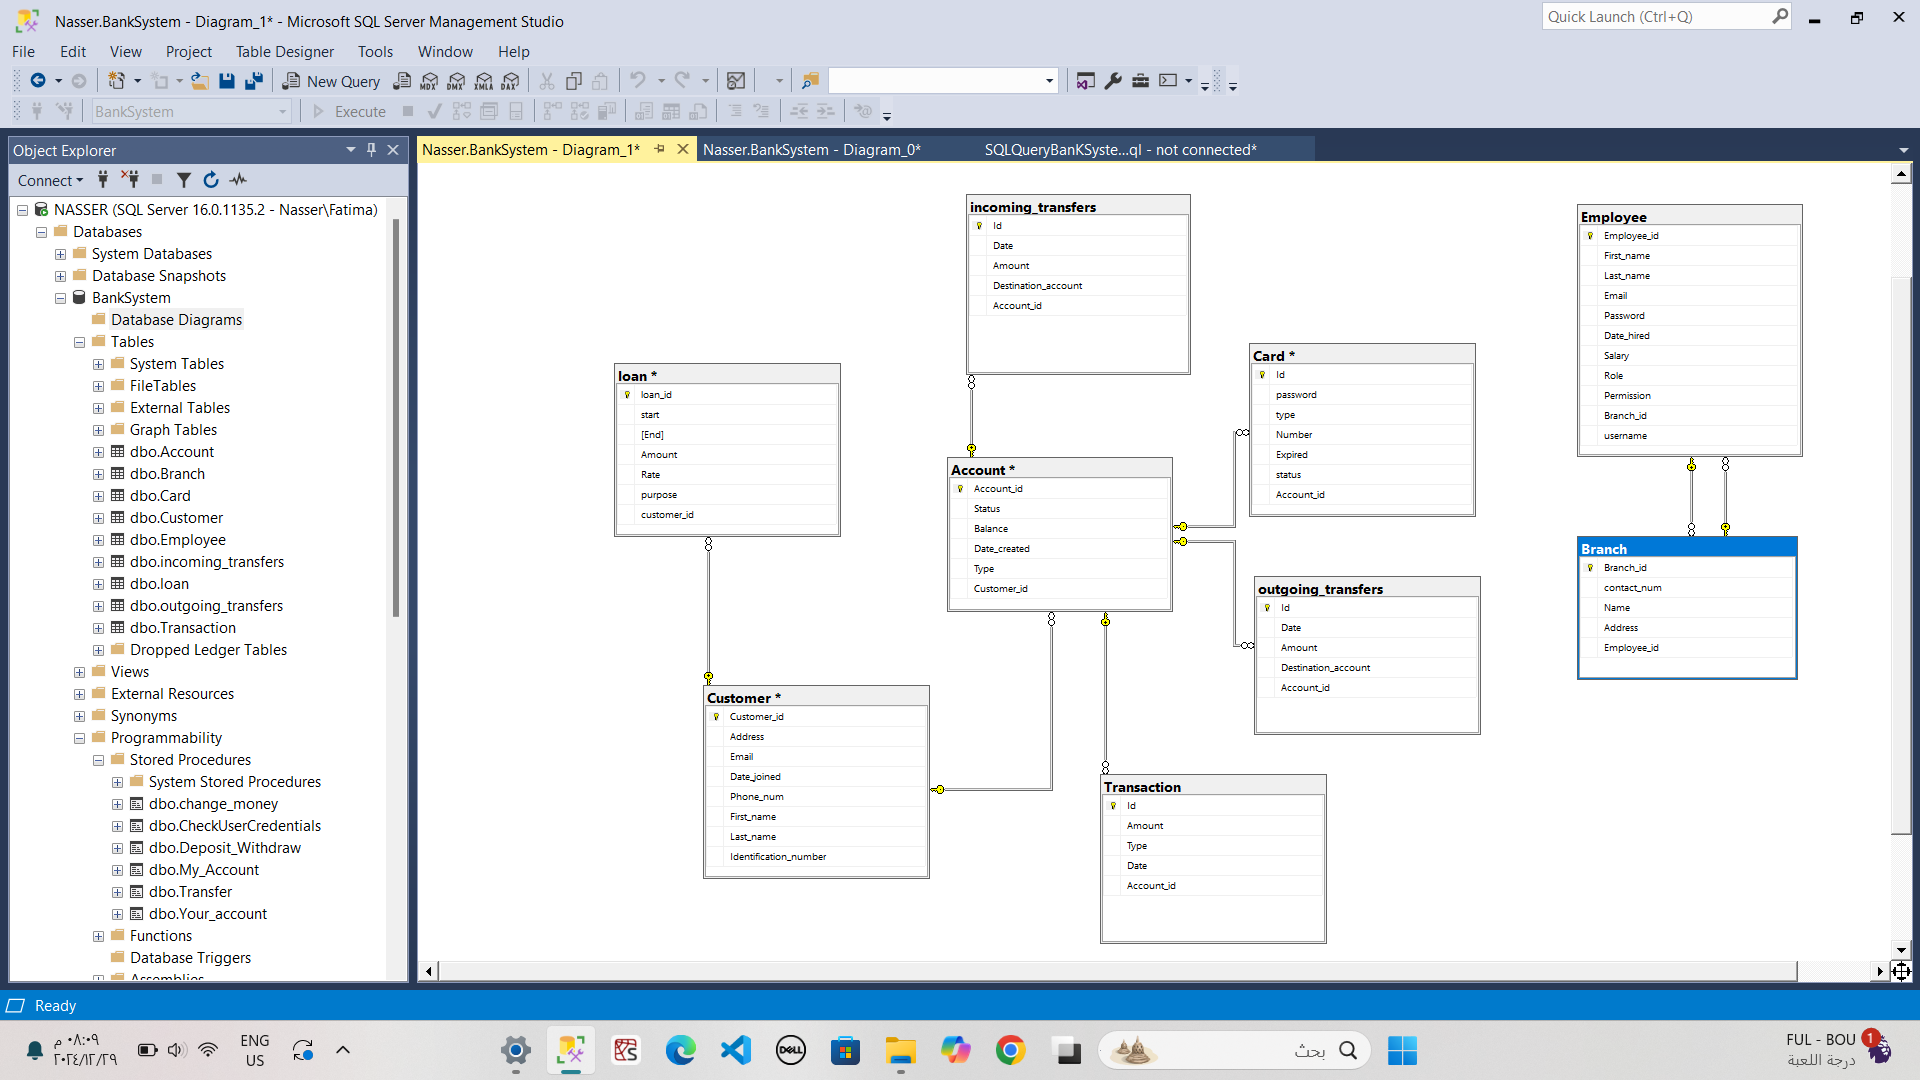 Nasser.BankSystem - Diagram_1* - Microsoft SQL Server Management Studio
Quick Launch (Ctrl+Q)
File Edit View Project Table Designer Tools Window Help
New Query MDX DMX XMLA DAX
BankSystem Execute
Object Explorer
Nasser.BankSystem - Diagram_1* Nasser.BankSystem - Diagram_0* SQLQueryBanKSyste...ql - not connected*
Connect
NASSER (SQL Server 16.0.1135.2 - Nasser\Fatima)
Databases
System Databases
Database Snapshots
BankSystem
Database Diagrams
Tables
System Tables
FileTables
External Tables
Graph Tables
dbo.Account
dbo.Branch
dbo.Card
dbo.Customer
dbo.Employee
dbo.incoming_transfers
dbo.loan
dbo.outgoing_transfers
dbo.Transaction
Dropped Ledger Tables
Views
External Resources
Synonyms
Programmability
Stored Procedures
System Stored Procedures
dbo.change_money
dbo.CheckUserCredentials
dbo.Deposit_Withdraw
dbo.My_Account
dbo.Transfer
dbo.Your_account
Functions
Database Triggers
Assemblies
incoming_transfers
Id
Date
Amount
Destination_account
Account_id
loan *
loan_id
start
[End]
Amount
Rate
purpose
customer_id
Account *
Account_id
Status
Balance
Date_created
Type
Customer_id
Card *
Id
password
type
Number
Expired
status
Account_id
outgoing_transfers
Id
Date
Amount
Destination_account
Account_id
Customer *
Customer_id
Address
Email
Date_joined
Phone_num
First_name
Last_name
Identification_number
Transaction
Id
Amount
Type
Date
Account_id
Employee
Employee_id
First_name
Last_name
Email
Password
Date_hired
Salary
Role
Permission
Branch_id
username
Branch
Branch_id
contact_num
Name
Address
Employee_id
Ready
٠٨:٠٩ م
٢٠٢٤/١٢/٢٩
ENG
US
DELL
بحث
FUL - BOU
درجة اللعبة
1